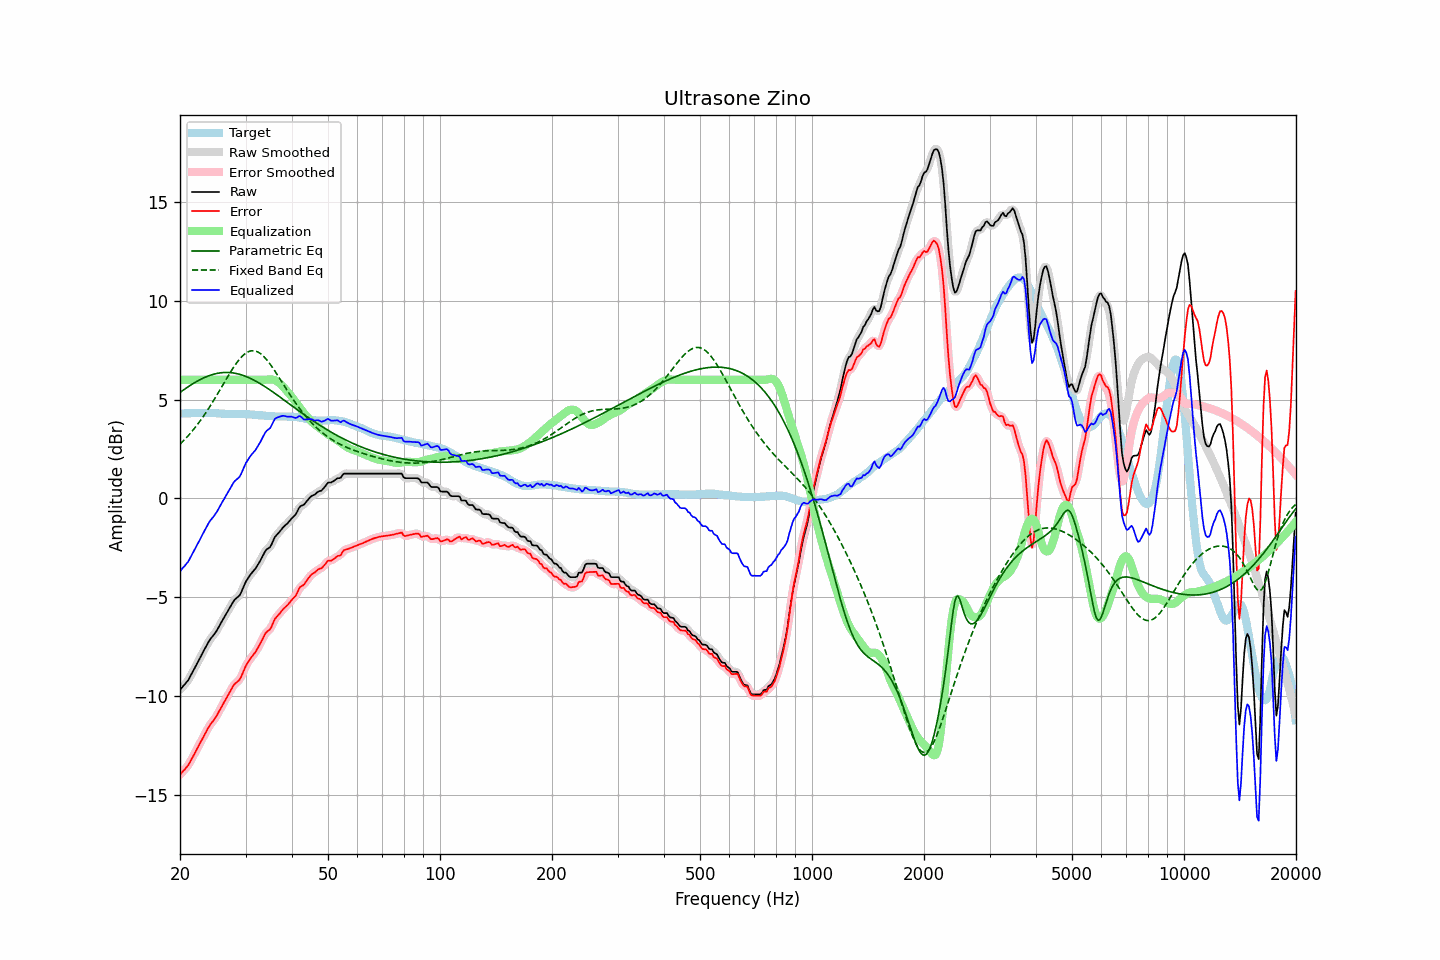 Ultrasone Zino
Target
Raw Smoothed
Error Smoothed
Raw
Error
Equalization
Parametric Eq
Fixed Band Eq
Equalized
Amplitude (dBr)
15
10
5
0
−5
−10
−15
20 50 100 200 500 1000 2000 5000 10000 20000
Frequency (Hz)